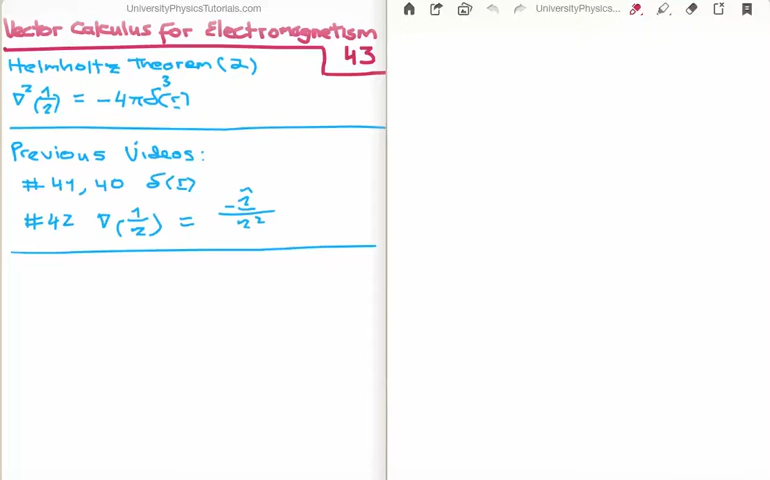 UniversityPhysicsTutorials.com
UniversityPhysics...
Vector Calculus for Electromagnetism
43
Helmholtz Theorem (2)
∇²(1/𝓇) = -4πδ³(𝓇)
Previous Videos:
#41, 40 δ(r)
#42 ∇(1/𝓇) = -𝓇̂/𝓇²